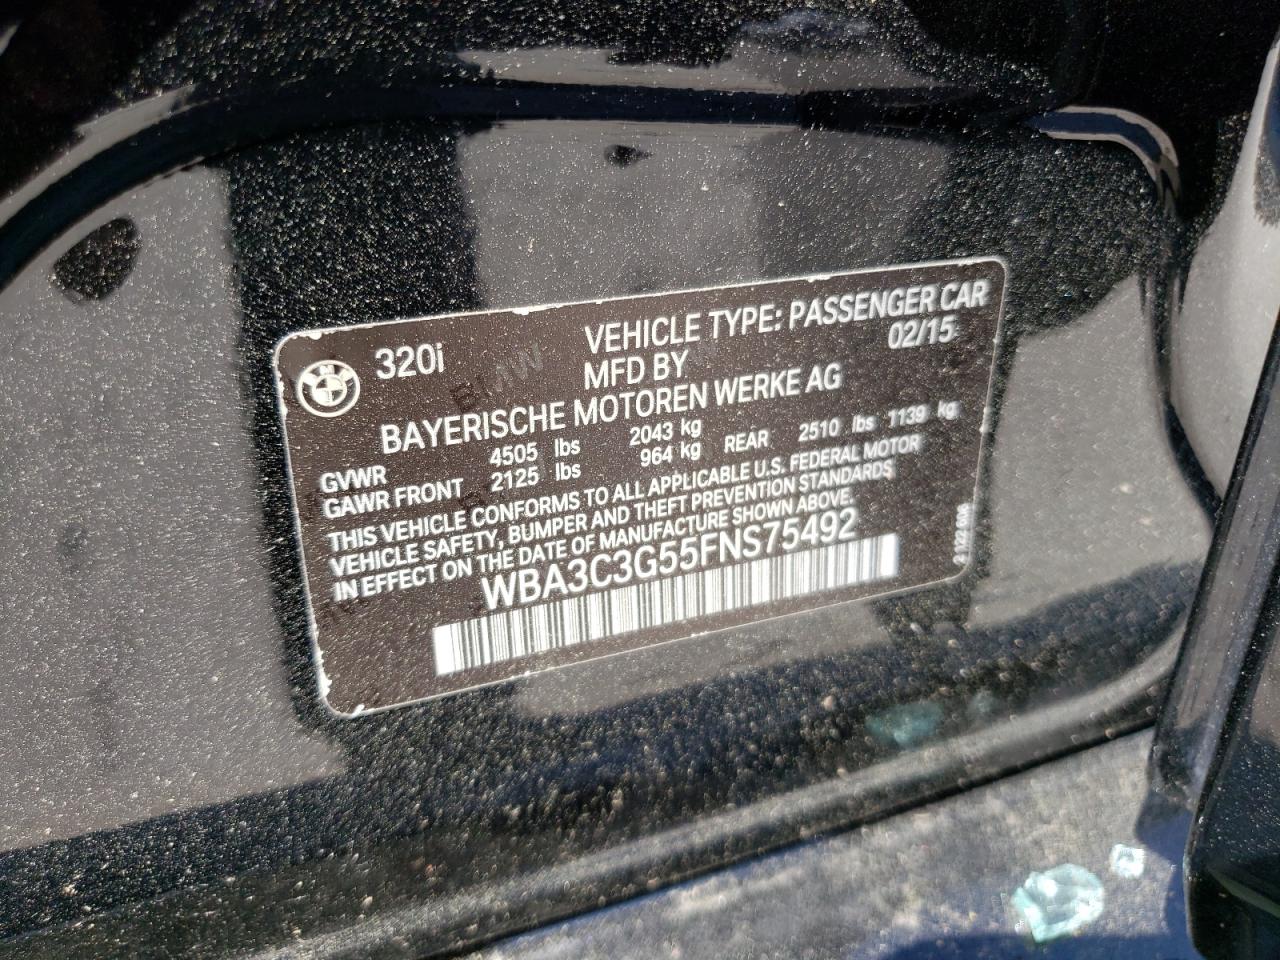 320i VEHICLE TYPE: PASSENGER CAR
MFD BY 02/15
BAYERISCHE MOTOREN WERKE AG
GVWR 4505 lbs 2043 kg
GAWR FRONT 2125 lbs 964 kg REAR 2510 lbs 1139 kg
THIS VEHICLE CONFORMS TO ALL APPLICABLE U.S. FEDERAL MOTOR
VEHICLE SAFETY, BUMPER AND THEFT PREVENTION STANDARDS
IN EFFECT ON THE DATE OF MANUFACTURE SHOWN ABOVE.
WBA3C3G55FNS75492
BMW